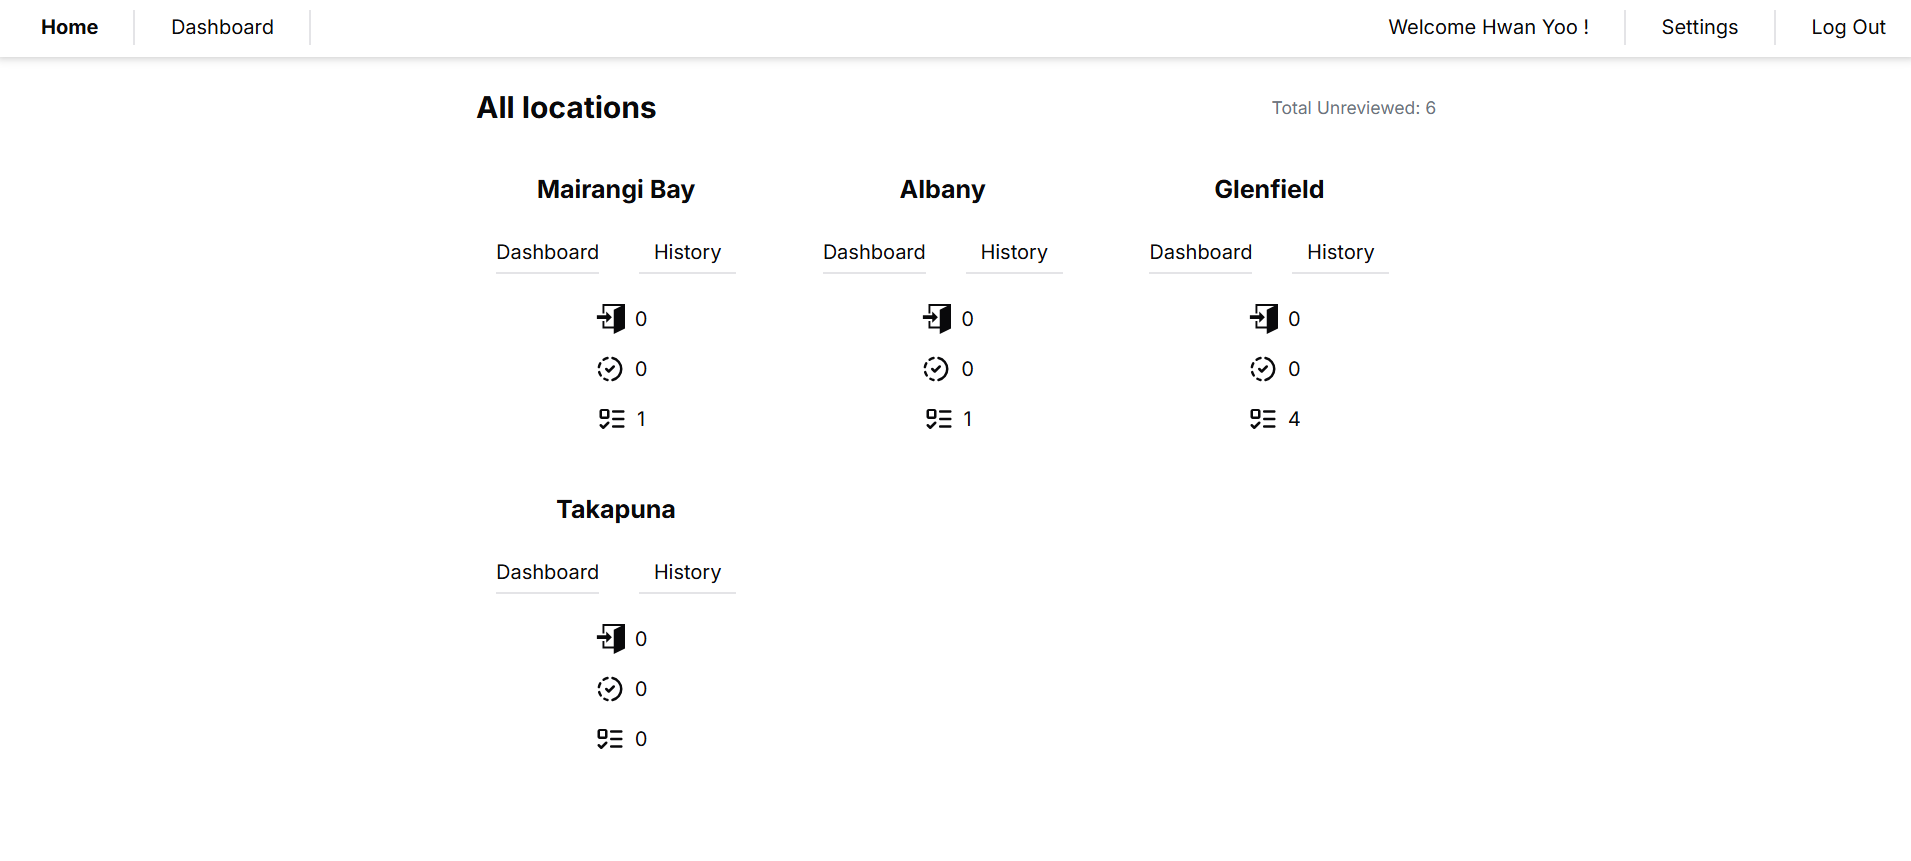 Home Dashboard Welcome Hwan Yoo ! Settings Log Out
All locations Total Unreviewed: 6
Mairangi Bay Albany Glenfield
Dashboard History Dashboard History Dashboard History
0 0 0
0 0 0
1 1 4
Takapuna
Dashboard History
0
0
0